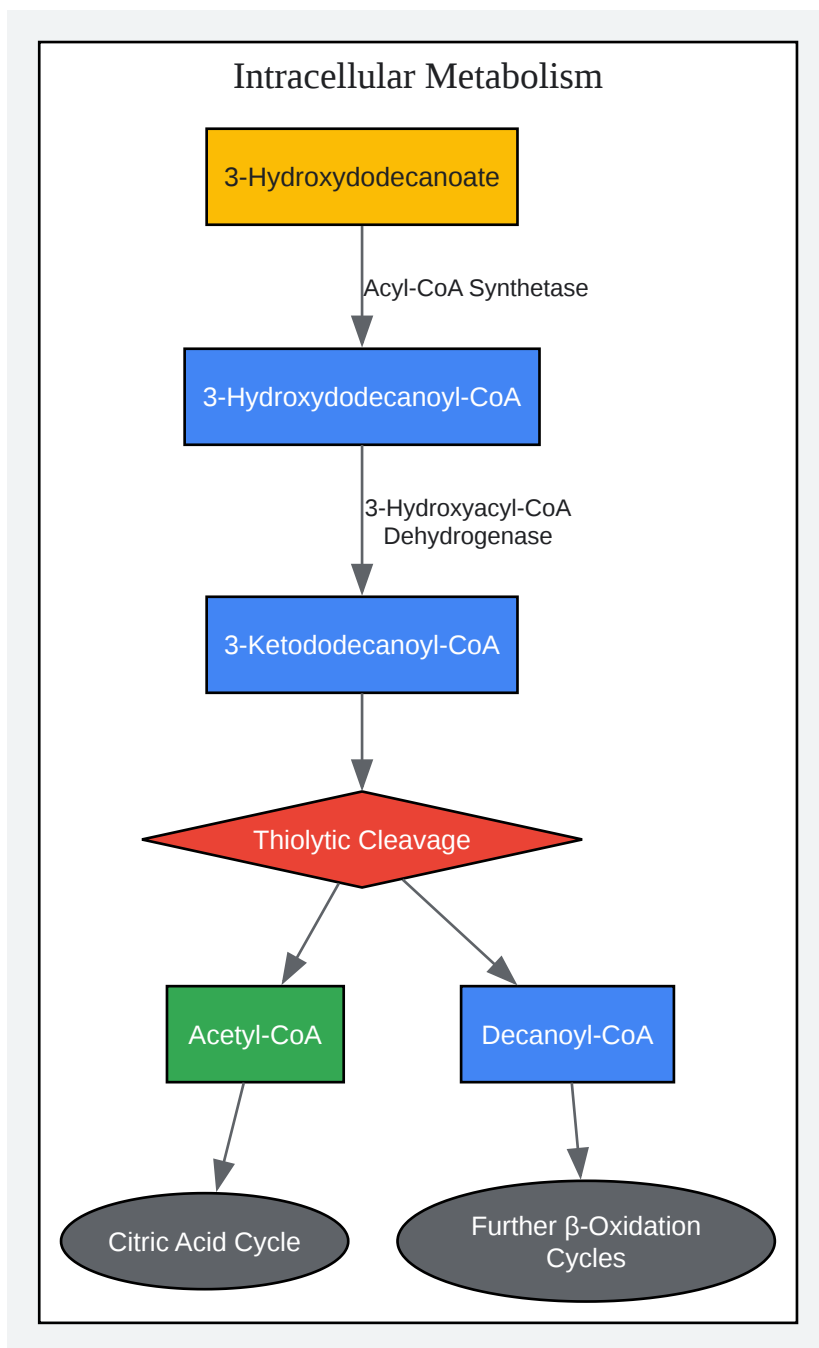 Intracellular Metabolism
3-Hydroxydodecanoate
Acyl-CoA Synthetase
3-Hydroxydodecanoyl-CoA
3-Hydroxyacyl-CoA
Dehydrogenase
3-Ketododecanoyl-CoA
Thiolytic Cleavage
Acetyl-CoA
Decanoyl-CoA
Citric Acid Cycle
Further β-Oxidation
Cycles